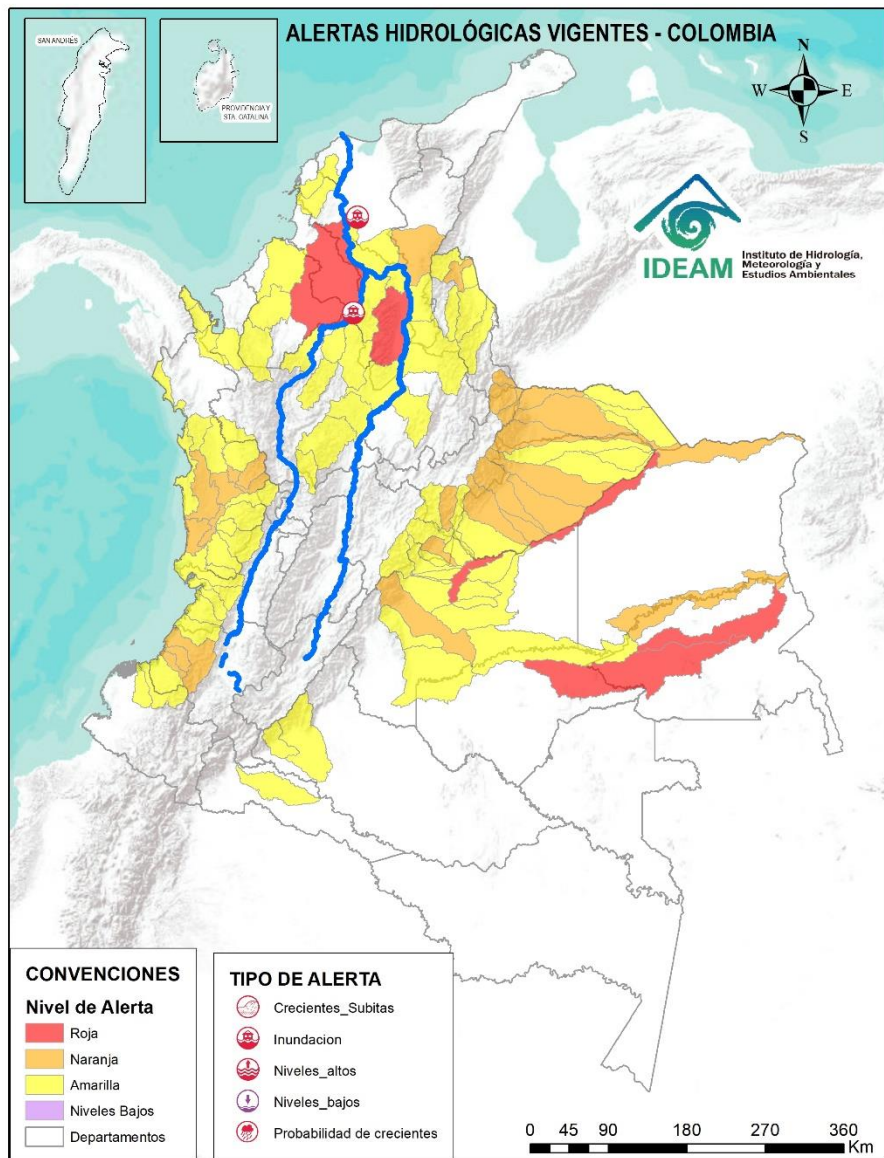 ALERTAS HIDROLÓGICAS VIGENTES - COLOMBIA
SAN ANDRÉS
PROVIDENCIA Y
STA. CATALINA
N
W
E
S
IDEAM
Instituto de Hidrología,
Meteorología y
Estudios Ambientales
CONVENCIONES
Nivel de Alerta
Roja
Naranja
Amarilla
Niveles Bajos
Departamentos
TIPO DE ALERTA
Crecientes_Subitas
Inundacion
Niveles_altos
Niveles_bajos
Probabilidad de crecientes
0 45 90 180 270 360
Km